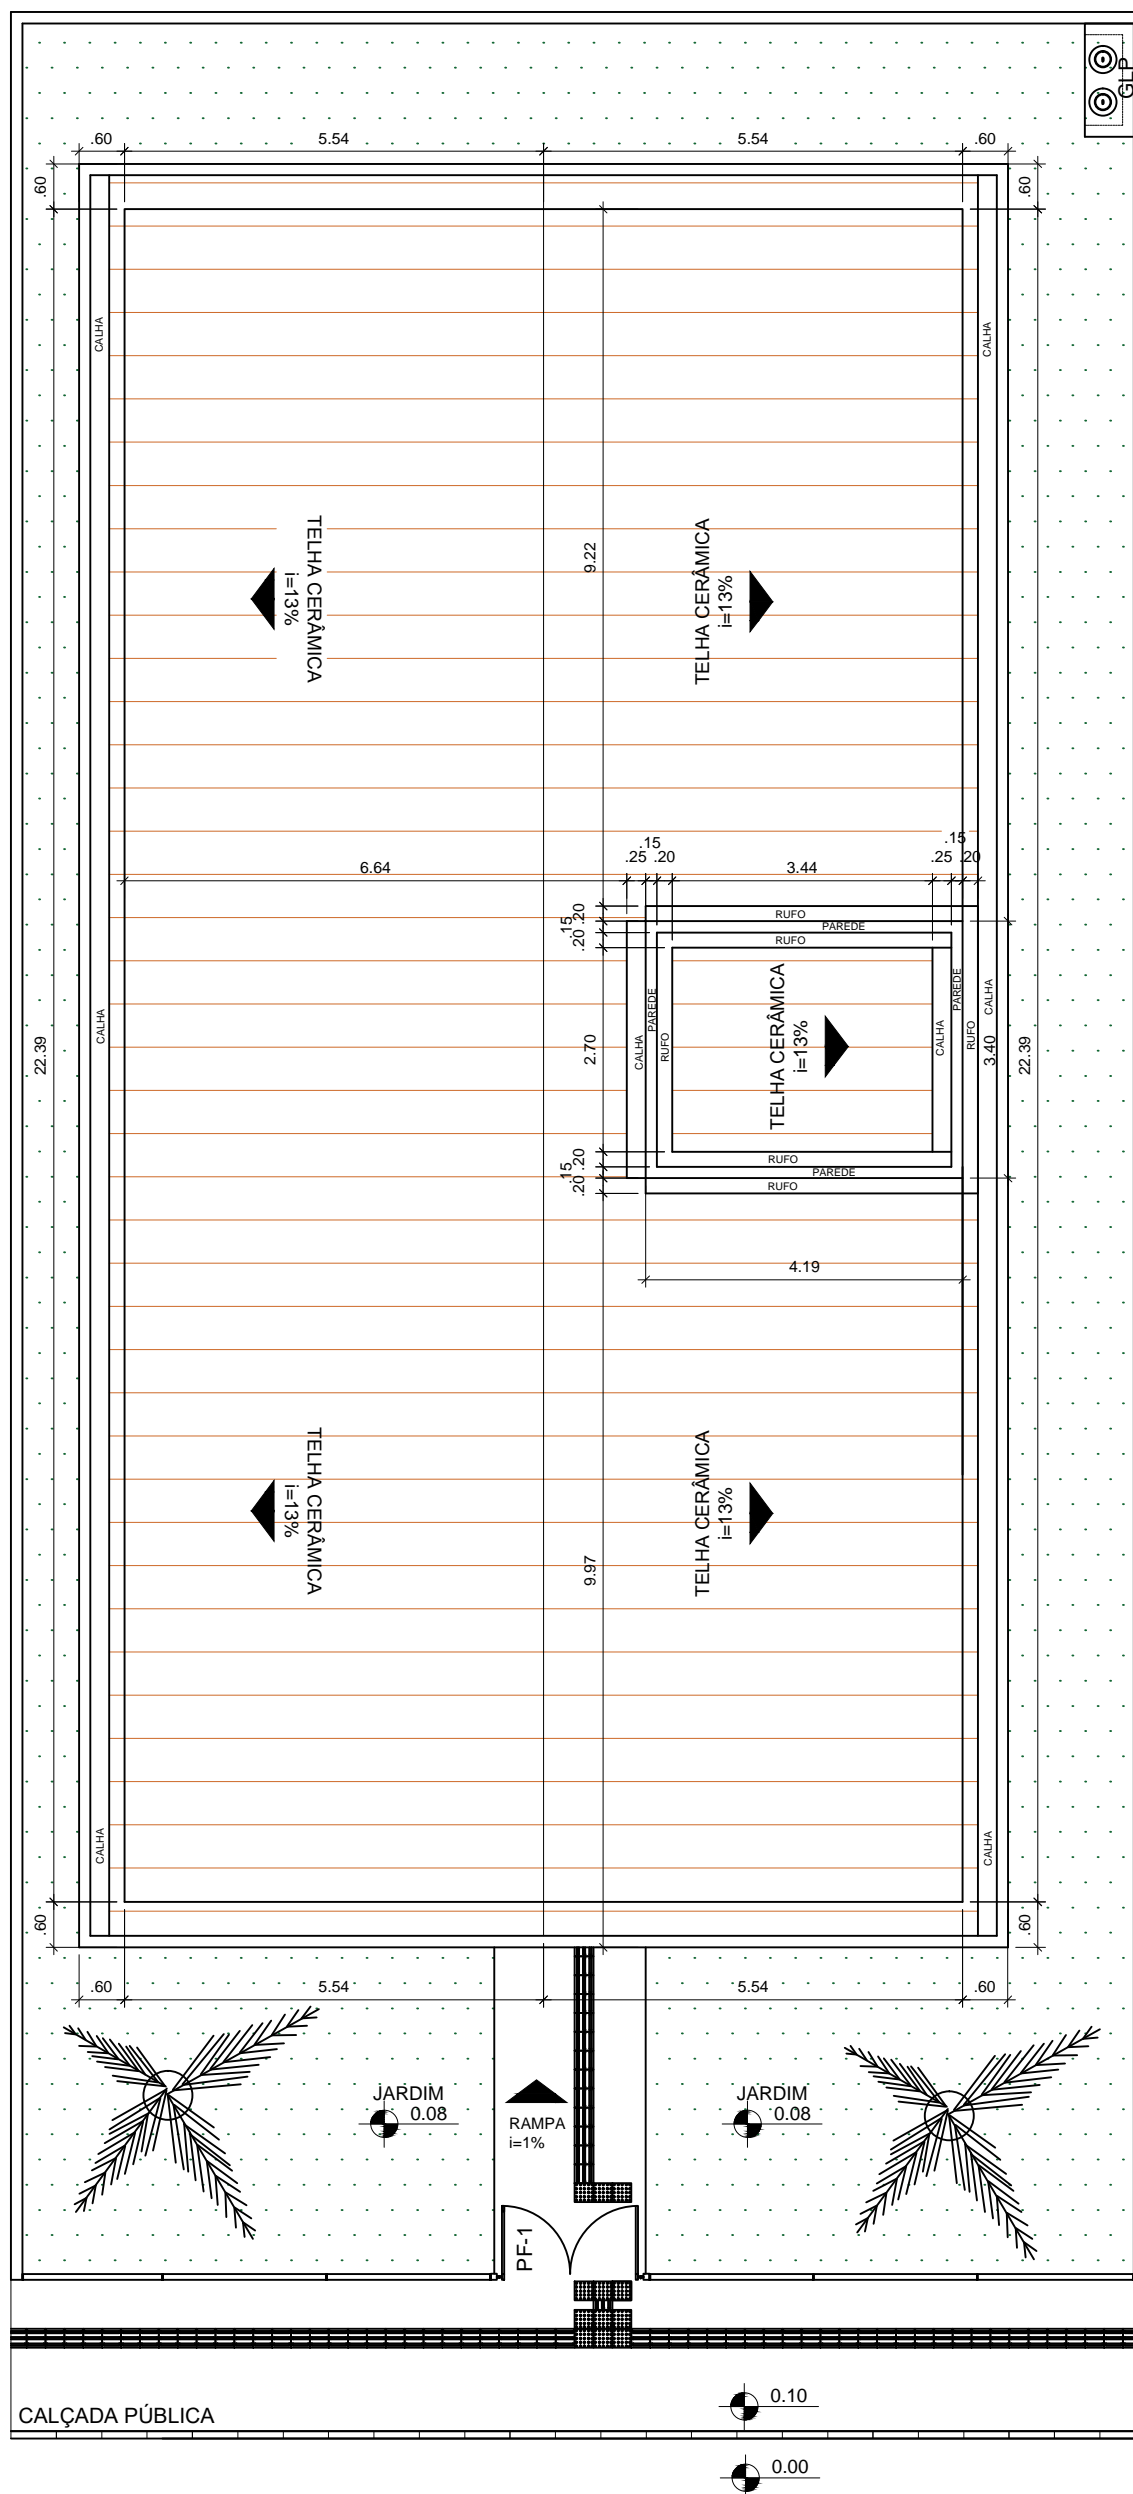 GLP
.60
5.54
5.54
.60
.60
.60
CALHA
CALHA
TELHA CERÂMICA
i=13%
9.22
TELHA CERÂMICA
i=13%
6.64
.15
.25
.20
3.44
.15
.25
.20
.20
.15
.20
RUFO
PAREDE
RUFO
22.39
CALHA
2.70
CALHA
PAREDE
RUFO
TELHA CERÂMICA
i=13%
CALHA
PAREDE
RUFO
CALHA
3.40
22.39
.20
.15
.20
RUFO
PAREDE
RUFO
4.19
TELHA CERÂMICA
i=13%
9.97
TELHA CERÂMICA
i=13%
CALHA
CALHA
.60
.60
.60
5.54
5.54
.60
JARDIM
0.08
RAMPA
i=1%
JARDIM
0.08
PF-1
0.10
CALÇADA PÚBLICA
0.00